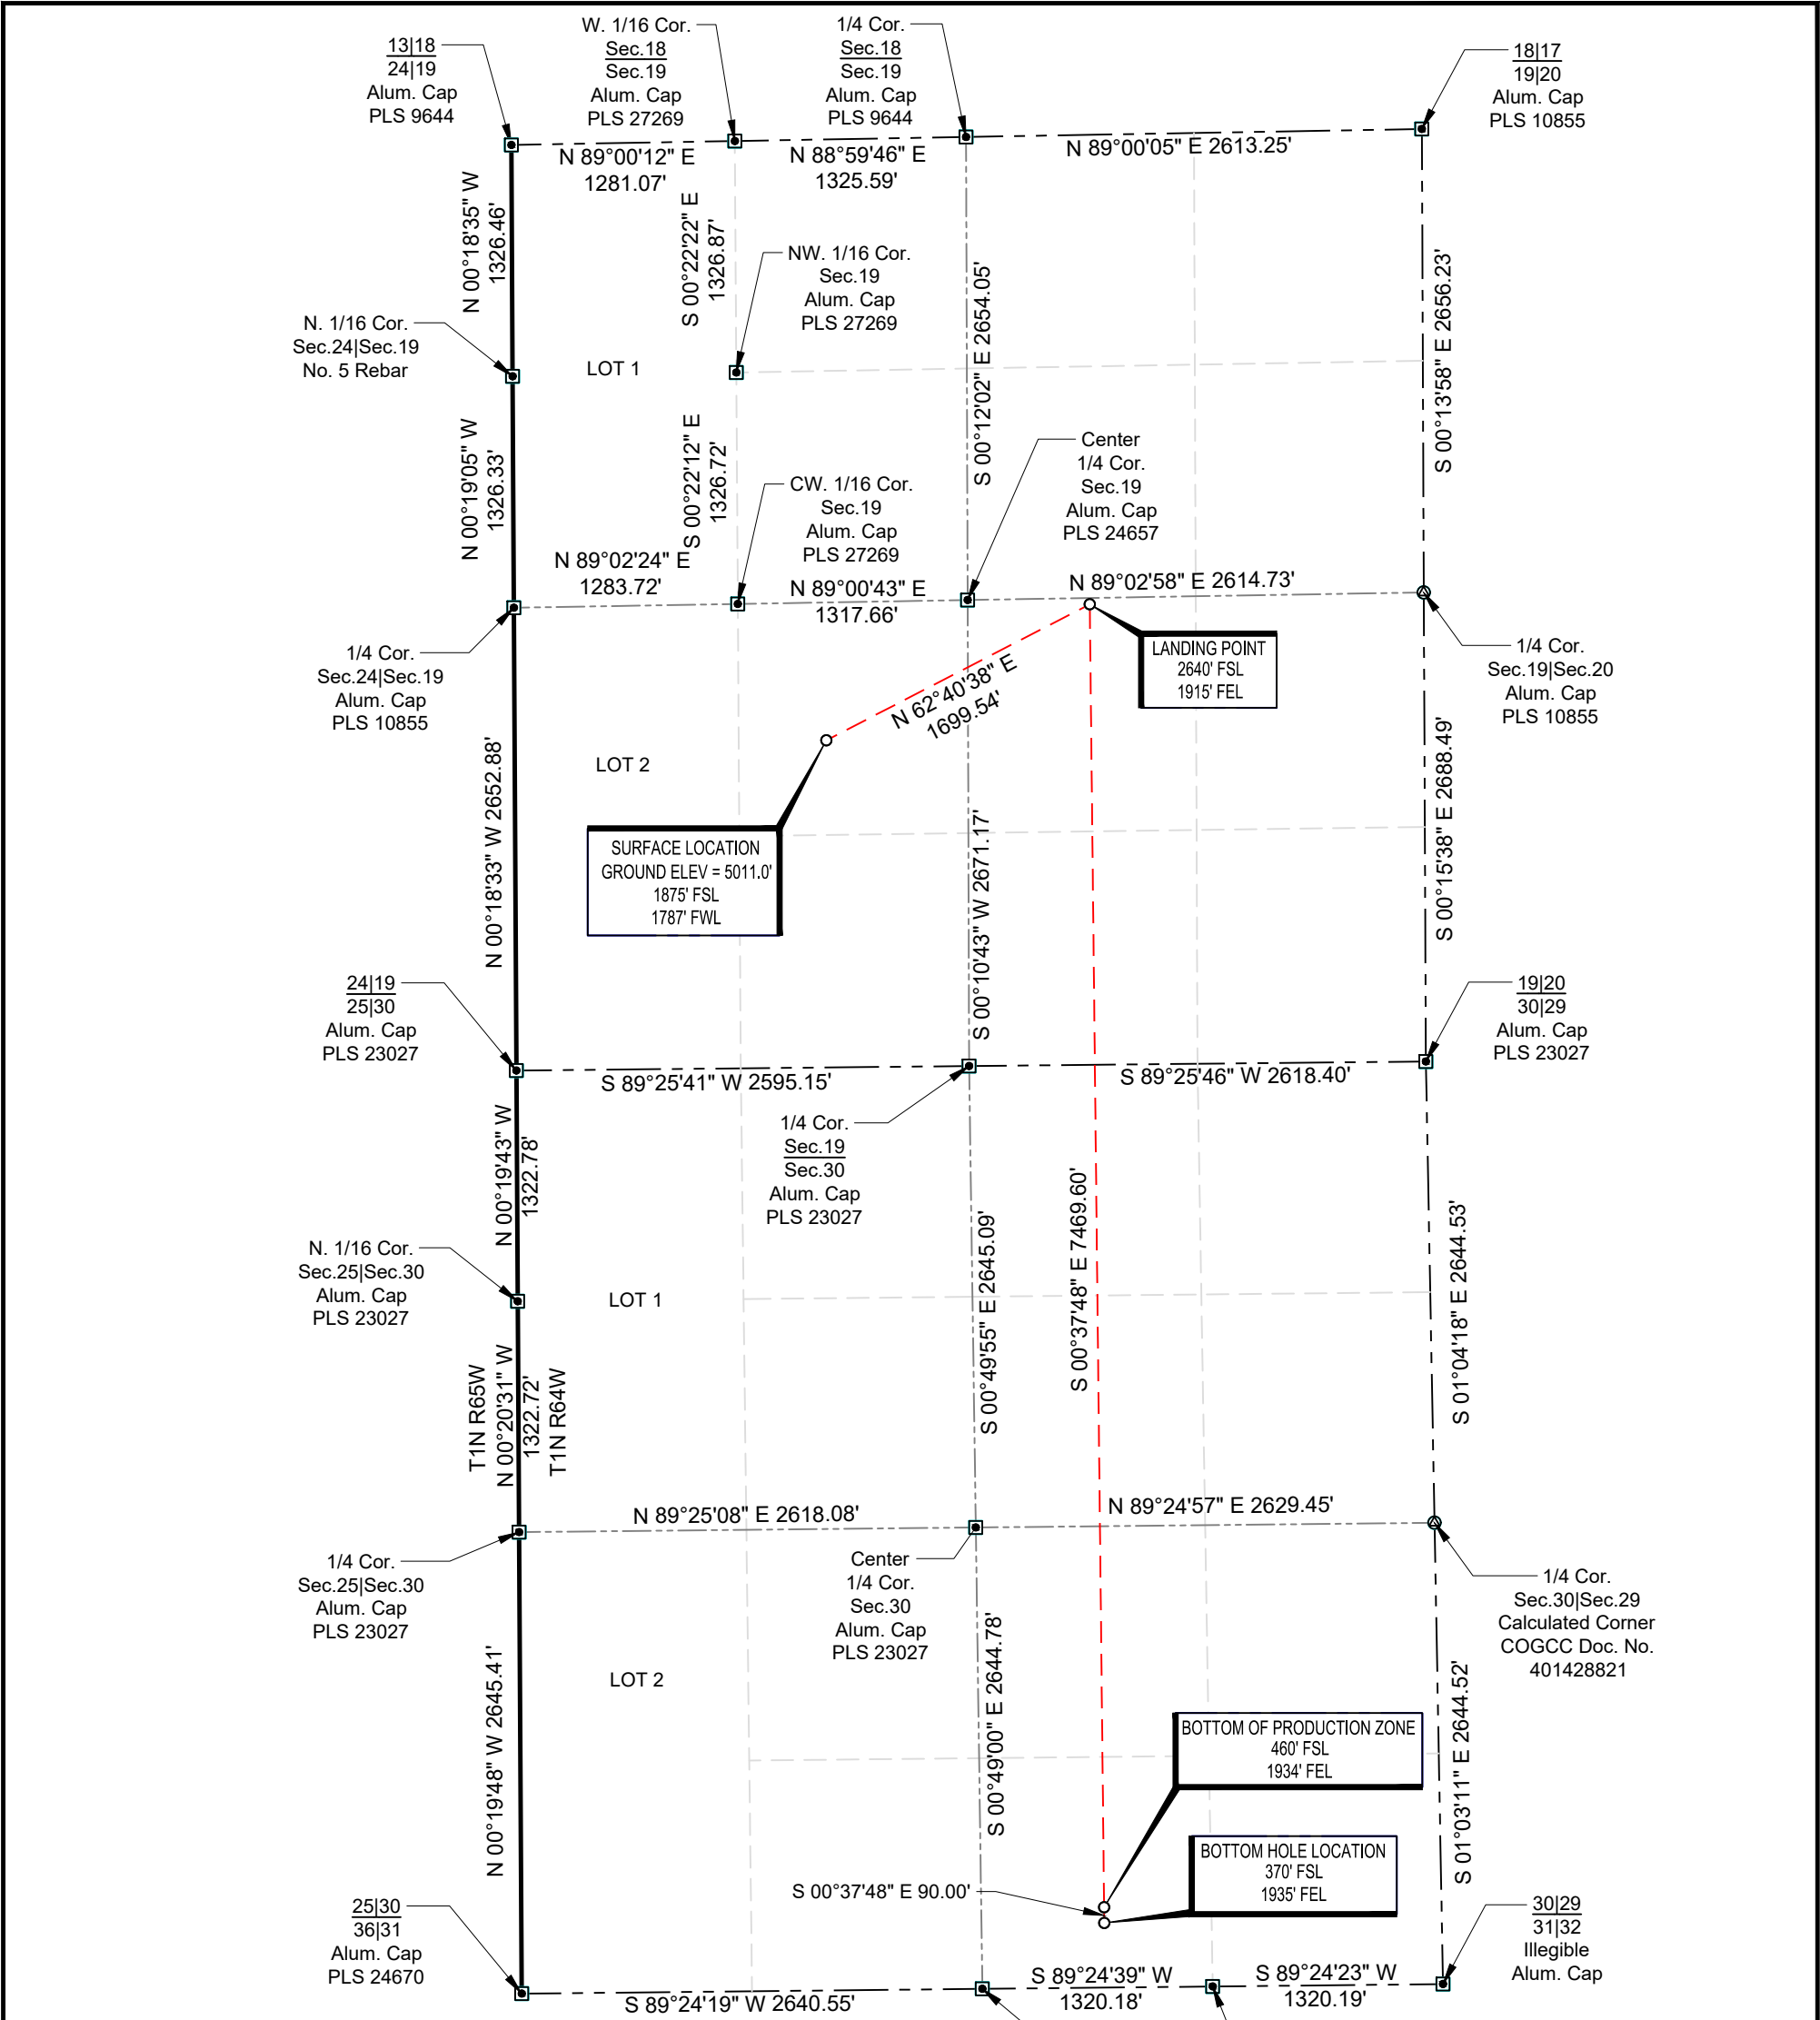 13|18
24|19
Alum. Cap
PLS 9644
W. 1/16 Cor.
Sec.18
Sec.19
Alum. Cap
PLS 27269
1/4 Cor.
Sec.18
Sec.19
Alum. Cap
PLS 9644
18|17
19|20
Alum. Cap
PLS 10855
N 89°00'12" E
1281.07'
N 88°59'46" E
1325.59'
N 89°00'05" E 2613.25'
N 00°18'35" W
1326.46'
S 00°22'22" E
1326.87'
NW. 1/16 Cor.
Sec.19
Alum. Cap
PLS 27269
S 00°12'02" E 2654.05'
S 00°13'58" E 2656.23'
N. 1/16 Cor.
Sec.24|Sec.19
No. 5 Rebar
LOT 1
N 00°19'05" W
1326.33'
S 00°22'12" E
1326.72'
CW. 1/16 Cor.
Sec.19
Alum. Cap
PLS 27269
Center
1/4 Cor.
Sec.19
Alum. Cap
PLS 24657
N 89°02'24" E
1283.72'
N 89°00'43" E
1317.66'
N 89°02'58" E 2614.73'
LANDING POINT
2640' FSL
1915' FEL
1/4 Cor.
Sec.24|Sec.19
Alum. Cap
PLS 10855
1/4 Cor.
Sec.19|Sec.20
Alum. Cap
PLS 10855
N 62°40'38" E
1699.54'
LOT 2
N 00°18'33" W 2652.88'
S 00°10'43" W 2671.17'
S 00°15'38" E 2688.49'
SURFACE LOCATION
GROUND ELEV = 5011.0'
1875' FSL
1787' FWL
24|19
25|30
Alum. Cap
PLS 23027
19|20
30|29
Alum. Cap
PLS 23027
S 89°25'41" W 2595.15'
S 89°25'46" W 2618.40'
1/4 Cor.
Sec.19
Sec.30
Alum. Cap
PLS 23027
N 00°19'43" W
1322.78'
S 00°49'55" E 2645.09'
S 00°37'48" E 7469.60'
S 01°04'18" E 2644.53'
N. 1/16 Cor.
Sec.25|Sec.30
Alum. Cap
PLS 23027
LOT 1
T1N R65W
N 00°20'31" W
1322.72'
T1N R64W
N 89°25'08" E 2618.08'
N 89°24'57" E 2629.45'
1/4 Cor.
Sec.25|Sec.30
Alum. Cap
PLS 23027
Center
1/4 Cor.
Sec.30
Alum. Cap
PLS 23027
1/4 Cor.
Sec.30|Sec.29
Calculated Corner
COGCC Doc. No.
401428821
LOT 2
N 00°19'48" W 2645.41'
S 00°49'00" E 2644.78'
S 01°03'11" E 2644.52'
BOTTOM OF PRODUCTION ZONE
460' FSL
1934' FEL
BOTTOM HOLE LOCATION
370' FSL
1935' FEL
S 00°37'48" E 90.00'
25|30
36|31
Alum. Cap
PLS 24670
30|29
31|32
Illegible
Alum. Cap
S 89°24'19" W 2640.55'
S 89°24'39" W
1320.18'
S 89°24'23" W
1320.19'